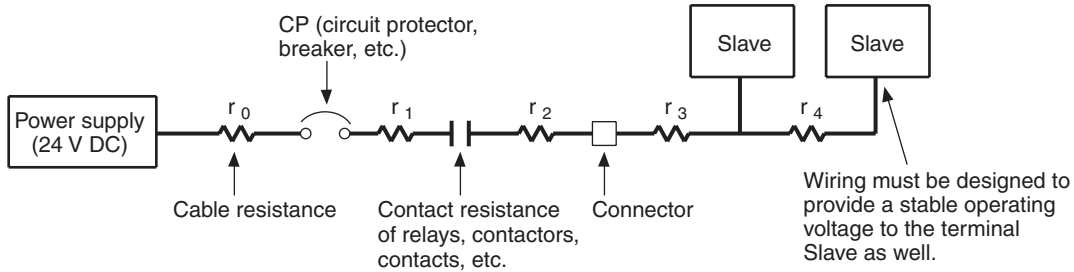 CP (circuit protector,
breaker, etc.)
Slave
Slave
Power supply
(24 V DC)
r 0
r 1
r 2
r 3
r 4
Cable resistance
Contact resistance
of relays, contactors,
contacts, etc.
Connector
Wiring must be designed to
provide a stable operating
voltage to the terminal
Slave as well.